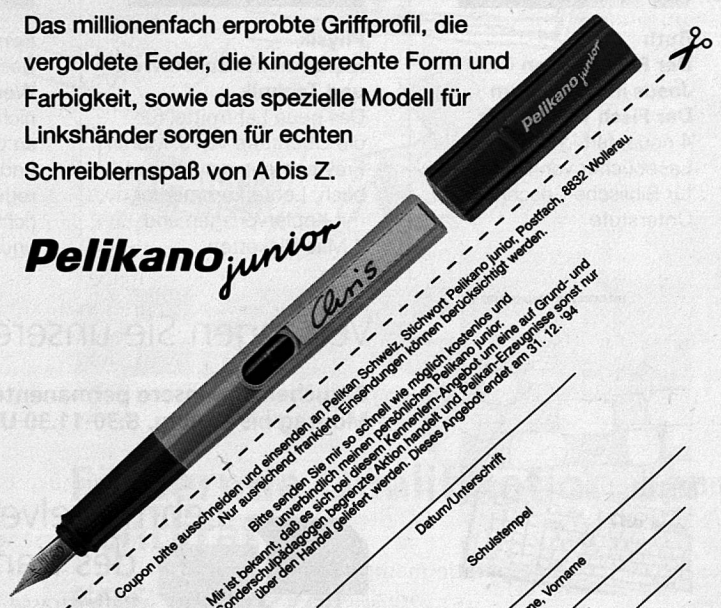 Das millionenfach erprobte Griffprofil, die
vergoldete Feder, die kindgerechte Form und
Farbigkeit, sowie das spezielle Modell für
Linkshänder sorgen für echten
Schreiblernspaß von A bis Z.
Pelikano junior
Pelikano junior
Chris
Coupon bitte ausschneiden und einsenden an Pelikan Schweiz, Stichwort Pelikano junior, Postfach, 8832 Wollerau.
Nur ausreichend frankierte Einsendungen können berücksichtigt werden.
Bitte senden Sie mir so schnell wie möglich kostenlos und
unverbindlich meinen persönlichen Pelikano junior.
Mir ist bekannt, daß es sich bei diesem Kennenlern-Angebot um eine auf Grund- und
Sonderschulpädagogen begrenzte Aktion handelt und Pelikan-Erzeugnisse sonst nur
über den Handel geliefert werden. Dieses Angebot endet am 31. 12. '94
Datum/Unterschrift
Schulstempel
Vorname